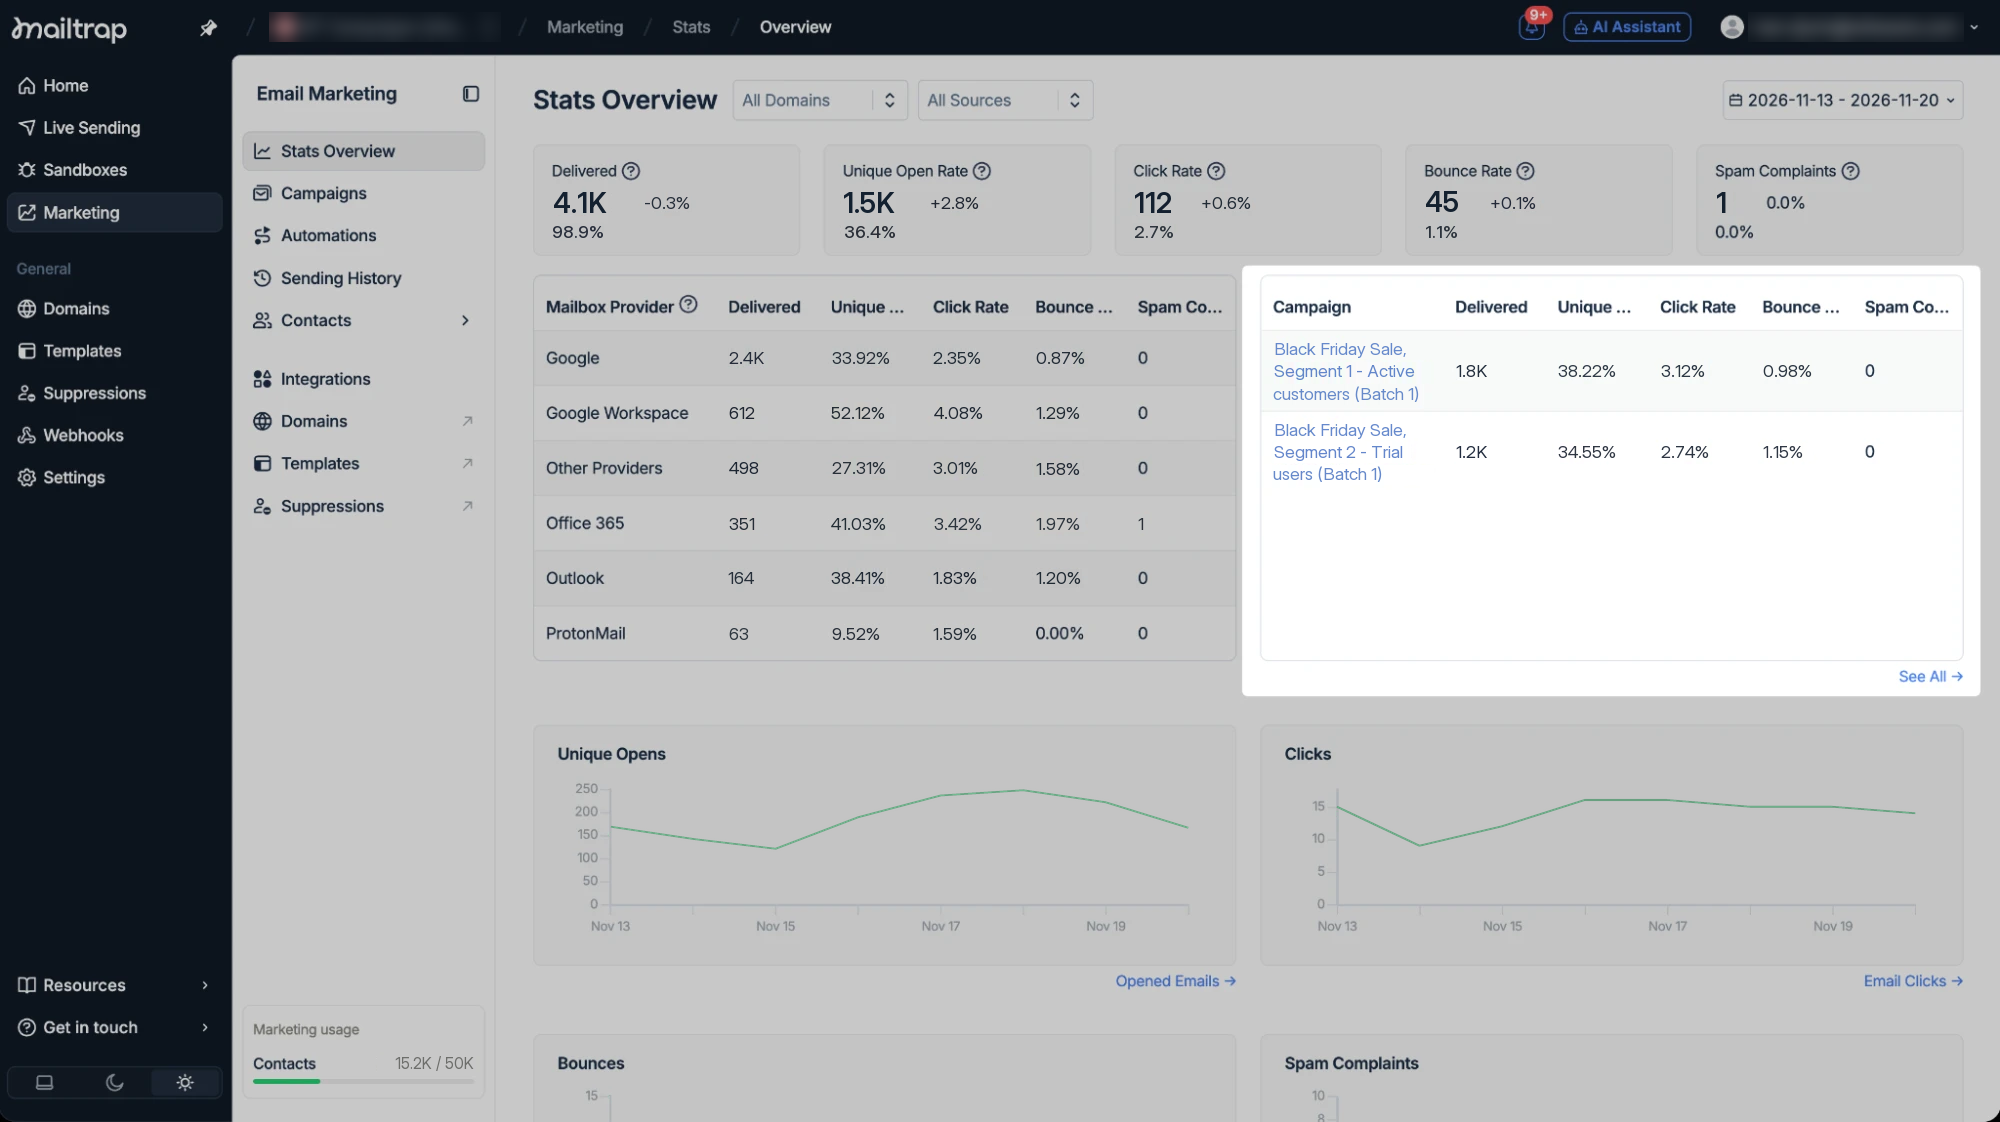 mailtrap
/
/ Marketing / Stats / Overview
9+
AI Assistant
Home
Live Sending
Sandboxes
Marketing
General
Domains
Templates
Suppressions
Webhooks
Settings
Resources
Get in touch
Email Marketing
Stats Overview
Campaigns
Automations
Sending History
Contacts
Integrations
Domains
Templates
Suppressions
Marketing usage
Contacts 15.2K / 50K
Stats Overview All Domains All Sources 2026-11-13 - 2026-11-20
Delivered
4.1K -0.3%
98.9%
Unique Open Rate
1.5K +2.8%
36.4%
Click Rate
112 +0.6%
2.7%
Bounce Rate
45 +0.1%
1.1%
Spam Complaints
1 0.0%
0.0%
Mailbox Provider Delivered Unique ... Click Rate Bounce ... Spam Co...
Google 2.4K 33.92% 2.35% 0.87% 0
Google Workspace 612 52.12% 4.08% 1.29% 0
Other Providers 498 27.31% 3.01% 1.58% 0
Office 365 351 41.03% 3.42% 1.97% 1
Outlook 164 38.41% 1.83% 1.20% 0
ProtonMail 63 9.52% 1.59% 0.00% 0
Campaign Delivered Unique ... Click Rate Bounce ... Spam Co...
Black Friday Sale,
Segment 1 - Active 1.8K 38.22% 3.12% 0.98% 0
customers (Batch 1)
Black Friday Sale,
Segment 2 - Trial 1.2K 34.55% 2.74% 1.15% 0
users (Batch 1)
See All →
Unique Opens
250
200
150
100
50
0
Nov 13 Nov 15 Nov 17 Nov 19
Opened Emails →
Clicks
15
10
5
0
Nov 13 Nov 15 Nov 17 Nov 19
Email Clicks →
Bounces
15
Spam Complaints
10
8